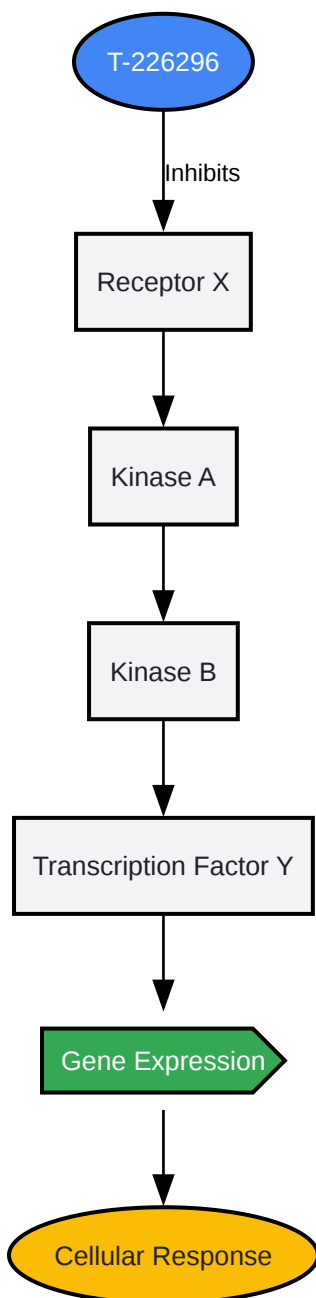 T-226296
Inhibits
Receptor X
Kinase A
Kinase B
Transcription Factor Y
Gene Expression
Cellular Response